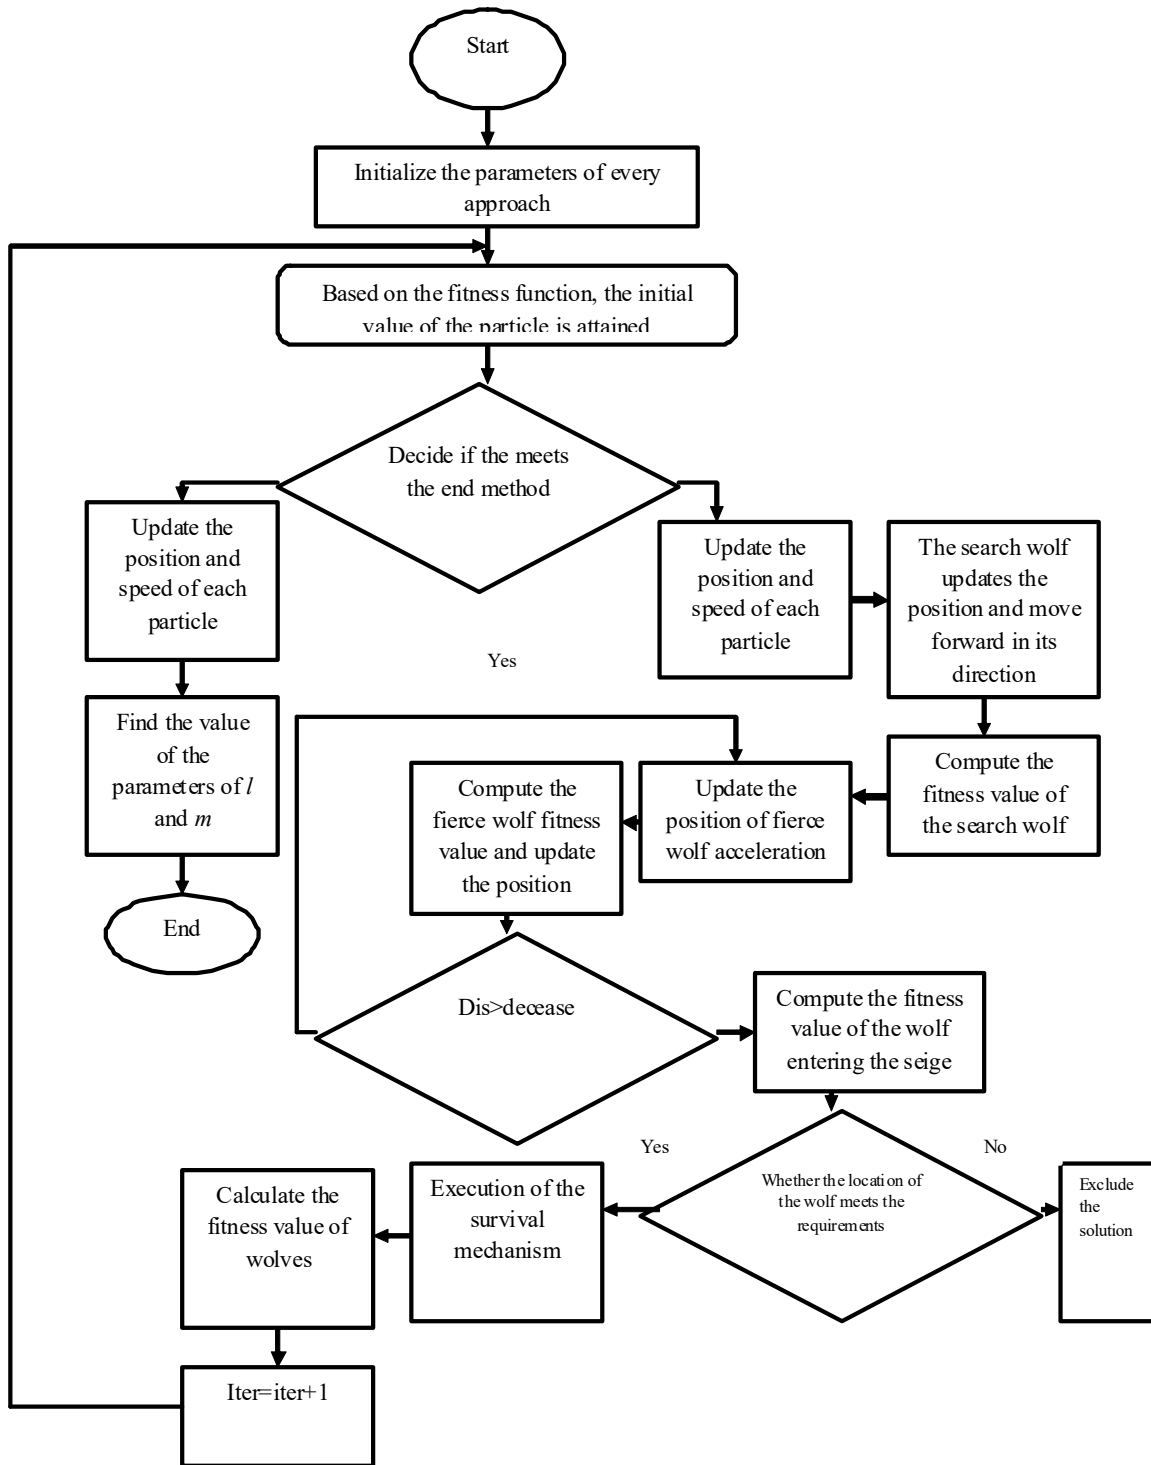 Start
Initialize the parameters of every
approach
Based on the fitness function, the initial
value of the particle is attained
Decide if the meets
the end method
Update the
position and
speed of each
particle
Update the
position and
speed of each
particle
The search wolf
updates the
position and move
forward in its
direction
Yes
Find the value
of the
parameters of l
and m
Compute the
fierce wolf fitness
value and update
the position
Update the
position of fierce
wolf acceleration
Compute the
fitness value of
the search wolf
End
Dis>decease
Compute the fitness
value of the wolf
entering the seige
Yes
No
Calculate the
fitness value of
wolves
Execution of the
survival
mechanism
Whether the location of
the wolf meets the
requirements
Exclude
the
solution
Iter=iter+1